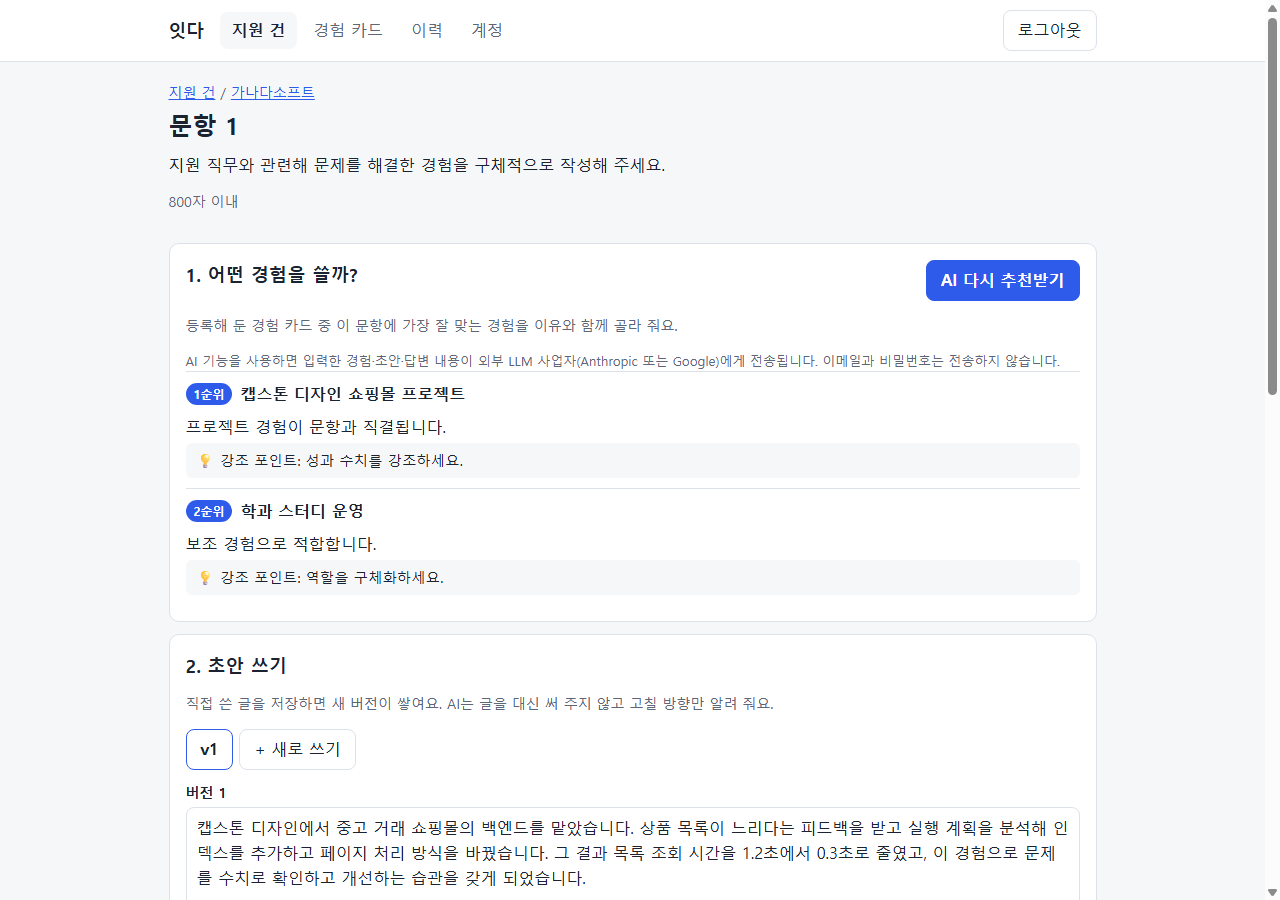 잇다 지원 건 경험 카드 이력 계정 로그아웃
지원 건 / 가나다소프트
문항 1
지원 직무와 관련해 문제를 해결한 경험을 구체적으로 작성해 주세요.
800자 이내
1. 어떤 경험을 쓸까?
AI 다시 추천받기
등록해 둔 경험 카드 중 이 문항에 가장 잘 맞는 경험을 이유와 함께 골라 줘요.
AI 기능을 사용하면 입력한 경험·초안·답변 내용이 외부 LLM 사업자(Anthropic 또는 Google)에게 전송됩니다. 이메일과 비밀번호는 전송하지 않습니다.
1순위 캡스톤 디자인 쇼핑몰 프로젝트
프로젝트 경험이 문항과 직결됩니다.
💡 강조 포인트: 성과 수치를 강조하세요.
2순위 학과 스터디 운영
보조 경험으로 적합합니다.
💡 강조 포인트: 역할을 구체화하세요.
2. 초안 쓰기
직접 쓴 글을 저장하면 새 버전이 쌓여요. AI는 글을 대신 써 주지 않고 고칠 방향만 알려 줘요.
v1 + 새로 쓰기
버전 1
캡스톤 디자인에서 중고 거래 쇼핑몰의 백엔드를 맡았습니다. 상품 목록이 느리다는 피드백을 받고 실행 계획을 분석해 인
덱스를 추가하고 페이지 처리 방식을 바꿨습니다. 그 결과 목록 조회 시간을 1.2초에서 0.3초로 줄였고, 이 경험으로 문제
를 수치로 확인하고 개선하는 습관을 갖게 되었습니다.